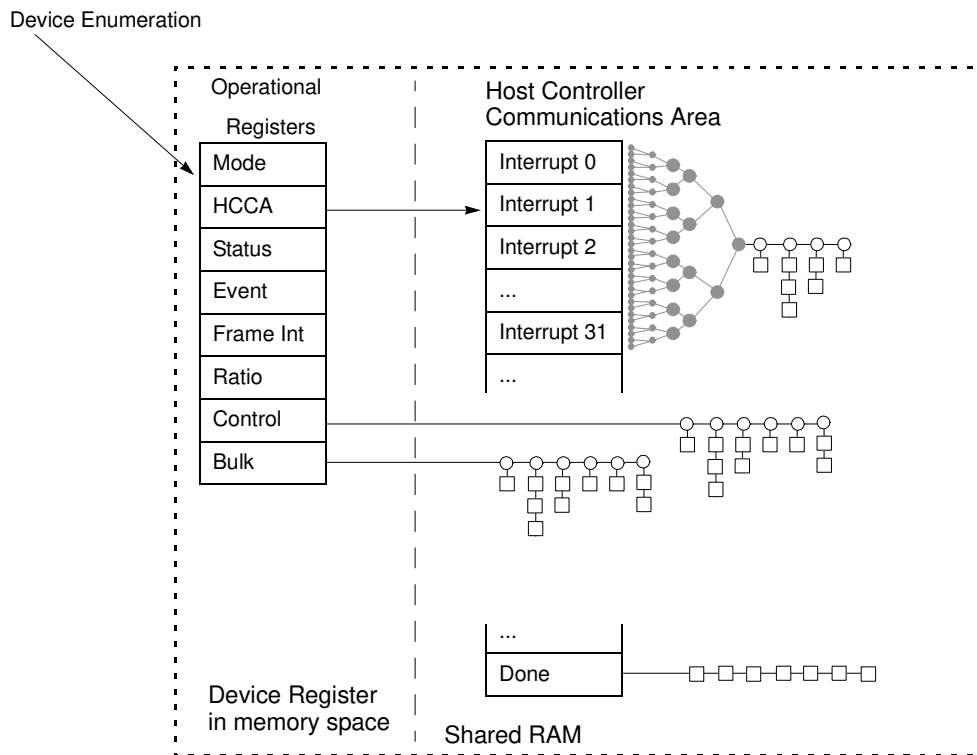 Device Enumeration
Operational
Registers
Mode
HCCA
Status
Event
Frame Int
Ratio
Control
Bulk
Device Register
in memory space
Host Controller
Communications Area
Interrupt 0
Interrupt 1
Interrupt 2
...
Interrupt 31
...
...
Done
Shared RAM